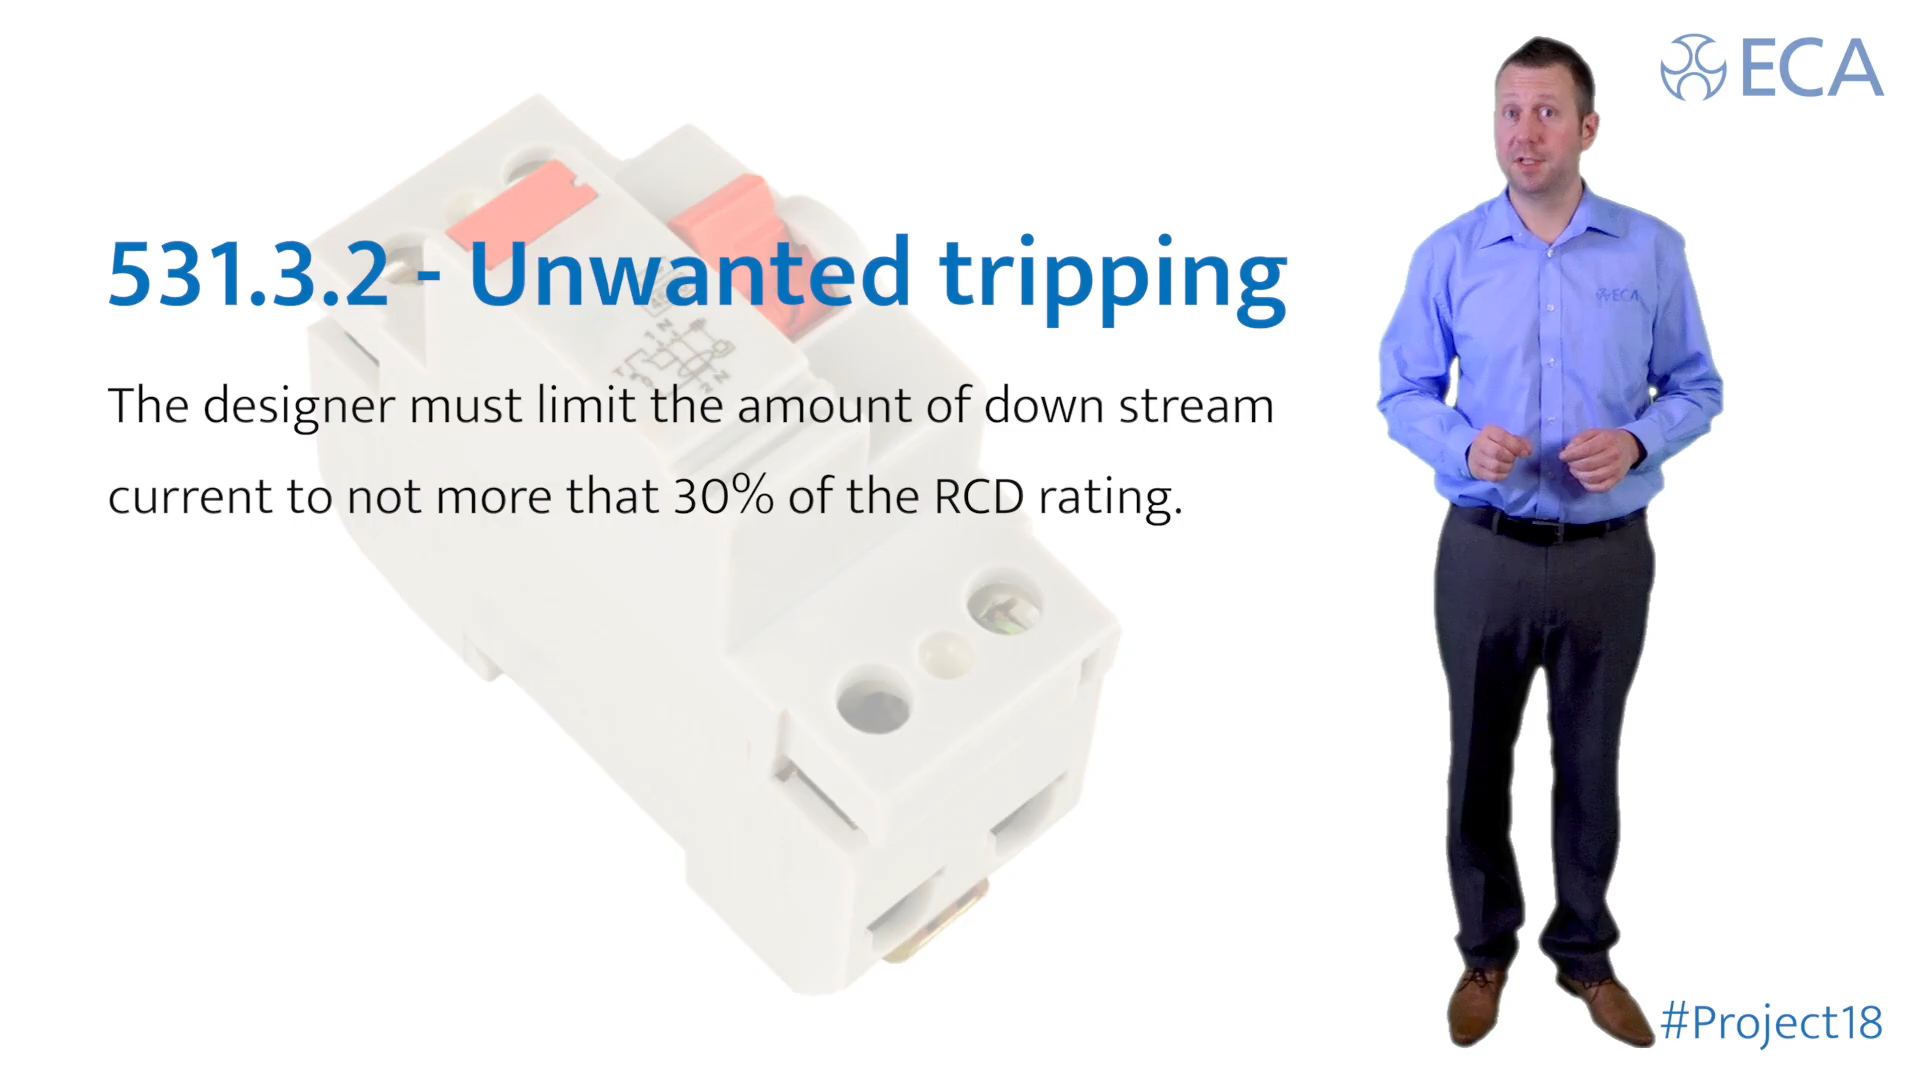 ECA
531.3.2 - Unwanted tripping
The designer must limit the amount of down stream
current to not more that 30% of the RCD rating.
ECA
#Project18